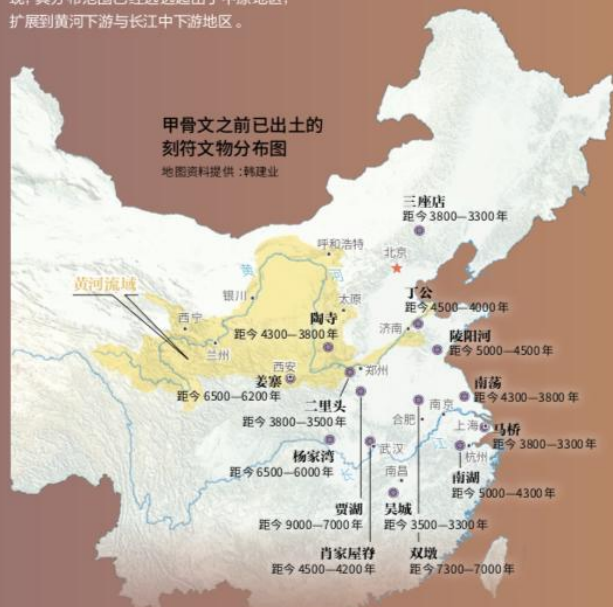 扩展到黄河下游与长江中下游地区。
甲骨文之前已出土的
刻符文物分布图
地图资料提供：韩建业
三座店
距今 3800—3300 年
呼和浩特
北京
黄
河
黄河流域
银川
太原
丁公
距今 4500—4000 年
西宁
陶寺
距今 4300—3800 年
济南
陵阳河
距今 5000—4500 年
兰州
西安
郑州
姜寨
距今 6500—6200 年
南荡
距今 4300—3800 年
二里头
距今 3800—3500 年
合肥
南京
上海
马桥
距今 3800—3300 年
杨家湾
距今 6500—6000 年
武汉
长
江
杭州
南昌
南湖
距今 5000—4300 年
贾湖
距今 9000—7000 年
吴城
距今 3500—3300 年
肖家屋脊
距今 4500—4200 年
双墩
距今 7300—7000 年